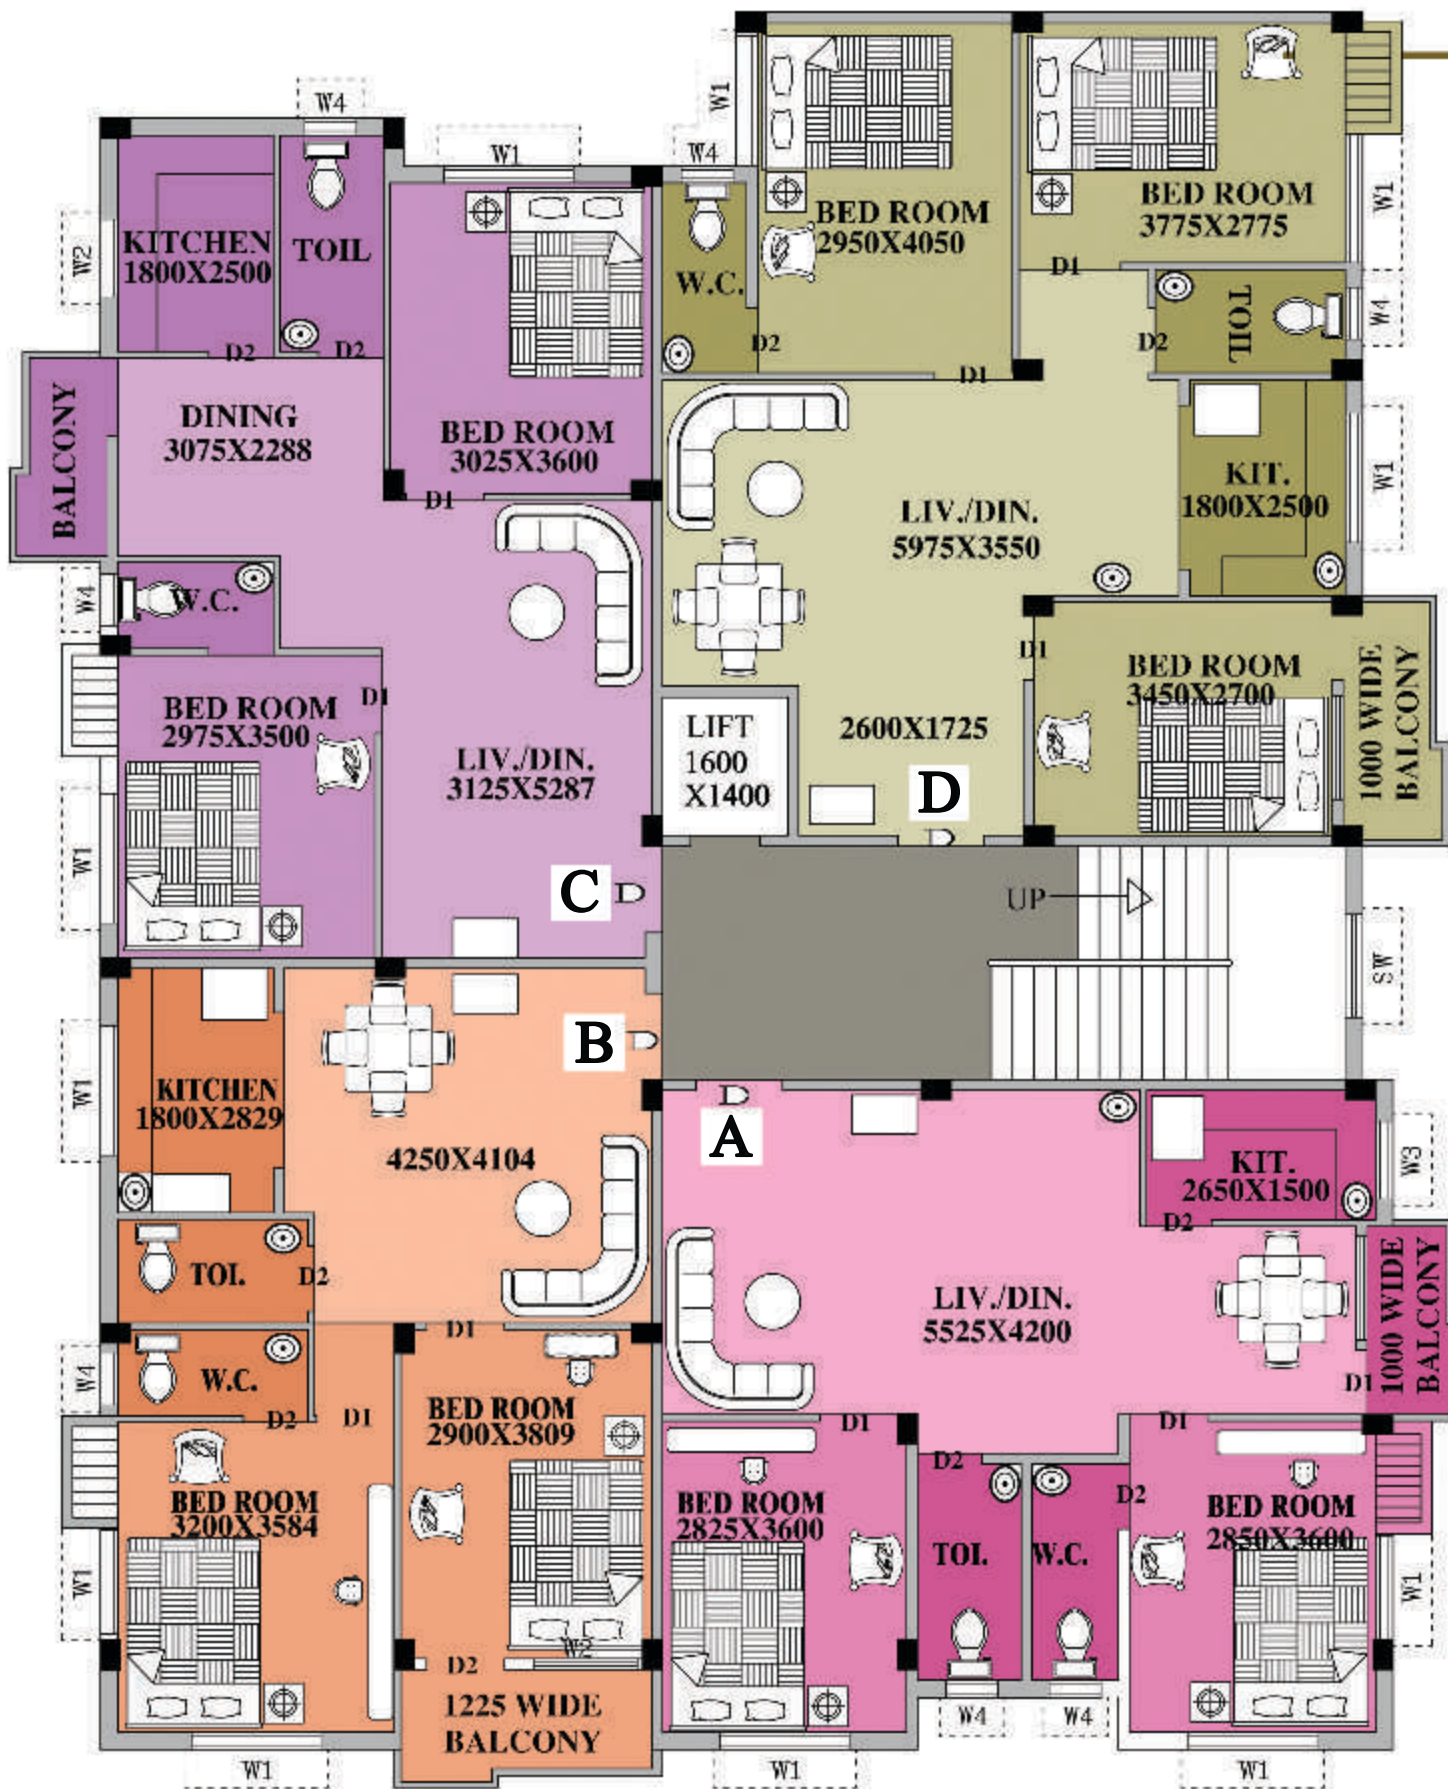 W4
W1
W2
KITCHEN
1800X2500
TOIL
D2
D2
BED ROOM
3025X3600
D1
DINING
3075X2288
BALCONY
W4
W.C.
BED ROOM
2975X3500
D1
LIV./DIN.
3125X5287
W1
C
W1
W4
W.C.
D2
BED ROOM
2950X4050
D1
BED ROOM
3775X2775
D1
W1
TOIL
D2
W4
KIT.
1800X2500
W1
LIV./DIN.
5975X3550
D1
BED ROOM
3450X2700
1000 WIDE
BALCONY
2600X1725
LIFT
1600
X1400
D
UP
SW
W1
KITCHEN
1800X2829
B
4250X4104
TOI.
D2
W4
W.C.
D2
D1
D1
BED ROOM
2900X3809
BED ROOM
3200X3584
W1
W2
D2
1225 WIDE
BALCONY
W1
A
KIT.
2650X1500
D2
W3
LIV./DIN.
5525X4200
1000 WIDE
BALCONY
D1
D1
D1
BED ROOM
2825X3600
D2
TOI.
W.C.
D2
BED ROOM
2850X3600
W1
W4
W4
W1
W1